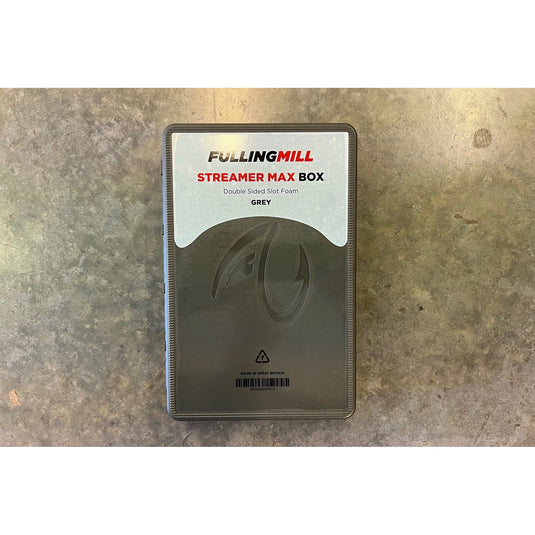 FULLINGMILL
STREAMER MAX BOX
Double Sided Slot Foam
GREY
MADE IN GREAT BRITAIN